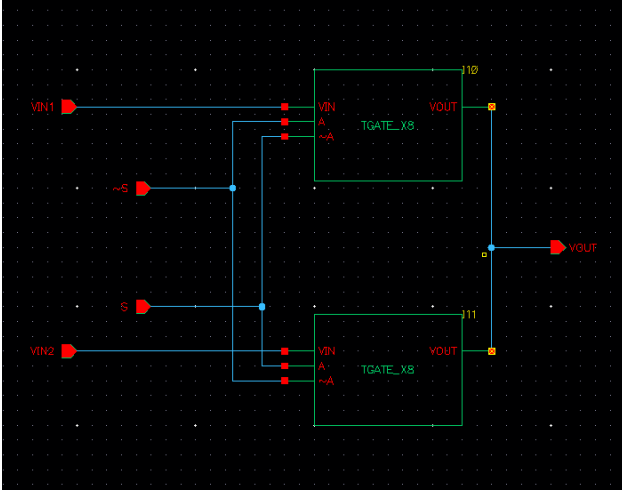 I10
VIN1
VIN
VOUT
A
TGATE_X8
~A
~S
VOUT
S
I11
VIN2
VIN
VOUT
A
TGATE_X8
~A